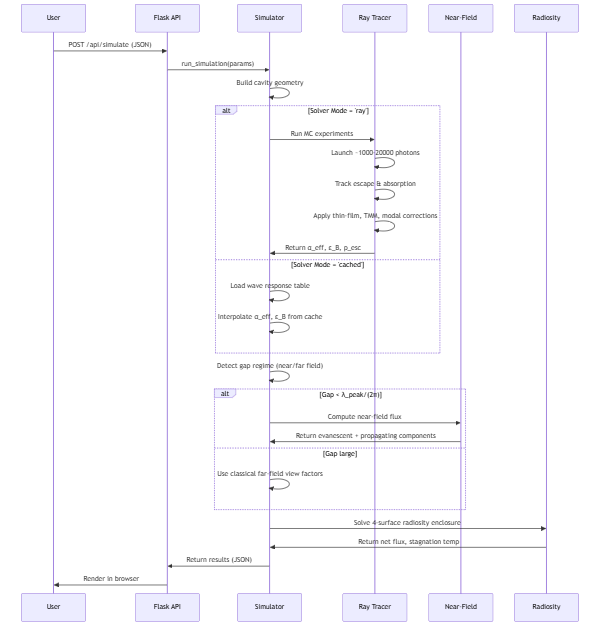 User Flask API Simulator Ray Tracer Near-Field Radiosity
POST /api/simulate (JSON)
run_simulation(params)
Build cavity geometry
alt [Solver Mode = 'ray']
Run MC experiments
Launch ~1000-20000 photons
Track escape & absorption
Apply thin-film, TMM, modal corrections
Return α_eff, ε_B, p_esc
[Solver Mode = 'cached']
Load wave response table
Interpolate α_eff, ε_B from cache
Detect gap regime (near/far field)
alt [Gap < λ_peak/(2π)]
Compute near-field flux
Return evanescent + propagating components
[Gap large]
Use classical far-field view factors
Solve 4-surface radiosity enclosure
Return net flux, stagnation temp
Return results (JSON)
Render in browser
User Flask API Simulator Ray Tracer Near-Field Radiosity